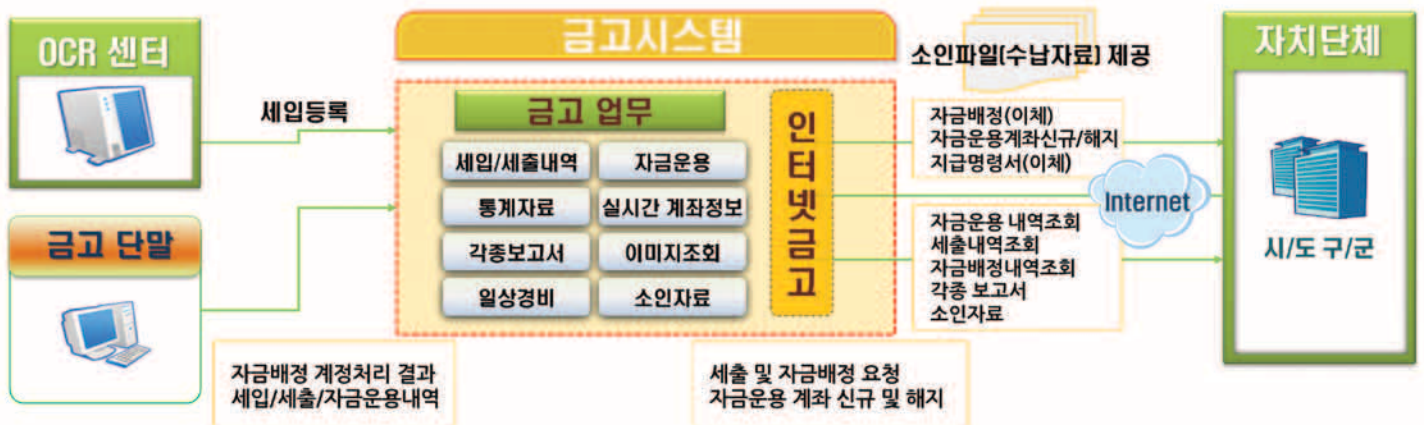 OCR 센터
세입등록
금고 단말
금고시스템
금고 업무
세입/세출내역
자금운용
통계자료
실시간 계좌정보
각종보고서
이미지조회
일상경비
소인자료
인터넷금고
소인파일(수납자료) 제공
자금배정(이체)
자금운용계좌신규/해지
지급명령서(이체)
Internet
자금운용 내역조회
세출내역조회
자금배정내역조회
각종 보고서
소인자료
자치단체
시/도 구/군
자금배정 계정처리 결과
세입/세출/자금운용내역
세출 및 자금배정 요청
자금운용 계좌 신규 및 해지